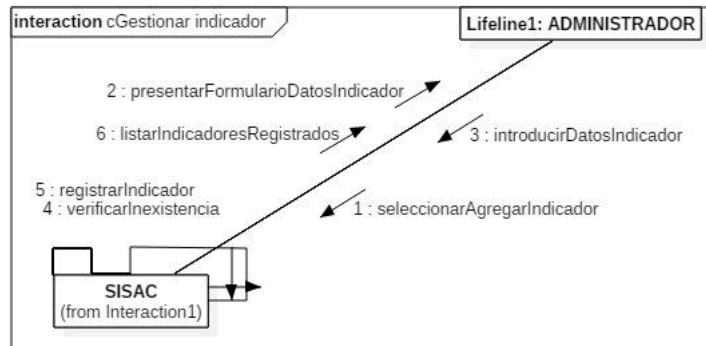 interaction cGestionar indicador
Lifeline1: ADMINISTRADOR
2 : presentarFormularioDatosIndicador
6 : listarIndicadoresRegistrados
3 : introducirDatosIndicador
5 : registrarIndicador
4 : verificarInexistencia
1 : seleccionarAgregarIndicador
SISAC
(from Interaction1)